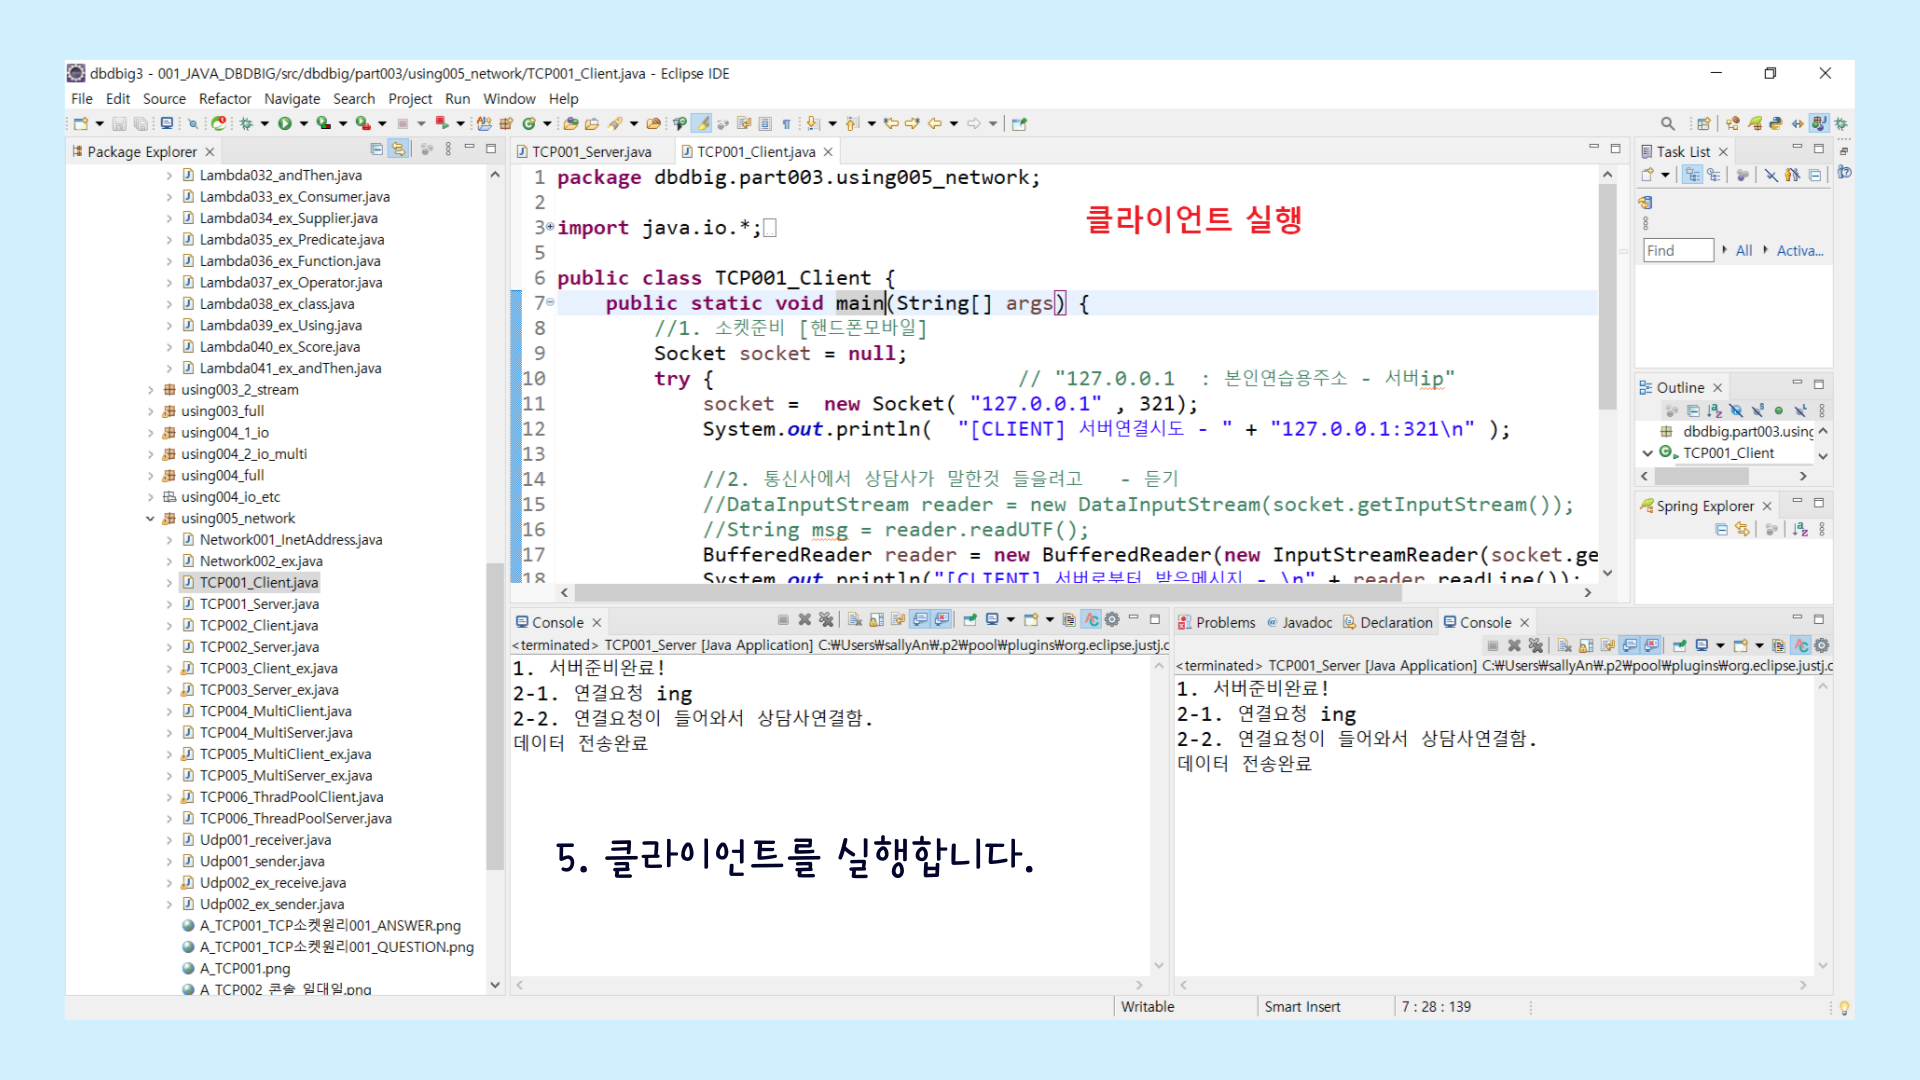 dbdbig3 - 001_JAVA_DBDBIG/src/dbdbig/part003/using005_network/TCP001_Client.java - Eclipse IDE
File Edit Source Refactor Navigate Search Project Run Window Help
Package Explorer
Lambda032_andThen.java
Lambda033_ex_Consumer.java
Lambda034_ex_Supplier.java
Lambda035_ex_Predicate.java
Lambda036_ex_Function.java
Lambda037_ex_Operator.java
Lambda038_ex_class.java
Lambda039_ex_Using.java
Lambda040_ex_Score.java
Lambda041_ex_andThen.java
using003_2_stream
using003_full
using004_1_io
using004_2_io_multi
using004_full
using004_io_etc
using005_network
Network001_InetAddress.java
Network002_ex.java
TCP001_Client.java
TCP001_Server.java
TCP002_Client.java
TCP002_Server.java
TCP003_Client_ex.java
TCP003_Server_ex.java
TCP004_MultiClient.java
TCP004_MultiServer.java
TCP005_MultiClient_ex.java
TCP005_MultiServer_ex.java
TCP006_ThradPoolClient.java
TCP006_ThreadPoolServer.java
Udp001_receiver.java
Udp001_sender.java
Udp002_ex_receive.java
Udp002_ex_sender.java
A_TCP001_TCP소켓원리001_ANSWER.png
A_TCP001_TCP소켓원리001_QUESTION.png
A_TCP001.png
A_TCP002_콘솔_일대일.png
TCP001_Server.java TCP001_Client.java
1 package dbdbig.part003.using005_network;
2
3 import java.io.*;
클라이언트 실행
5
6 public class TCP001_Client {
7 public static void main(String[] args) {
8 //1. 소켓준비 [핸드폰모바일]
9 Socket socket = null;
10 try { // "127.0.0.1 : 본인연습용주소 - 서버ip"
11 socket = new Socket( "127.0.0.1" , 321);
12 System.out.println( "[CLIENT] 서버연결시도 - " + "127.0.0.1:321\n" );
13
14 //2. 통신사에서 상담사가 말한것 들을려고 - 듣기
15 //DataInputStream reader = new DataInputStream(socket.getInputStream());
16 //String msg = reader.readUTF();
17 BufferedReader reader = new BufferedReader(new InputStreamReader(socket.ge
18 System.out.println("[CLIENT] 서버로부터 받은메시지 - \n" + reader.readLine());
Task List
Find All Activa...
Outline
dbdbig.part003.using
TCP001_Client
Spring Explorer
Console
<terminated> TCP001_Server [Java Application] C:₩Users₩sallyAn₩.p2₩pool₩plugins₩org.eclipse.justj.c
1. 서버준비완료!
2-1. 연결요청 ing
2-2. 연결요청이 들어와서 상담사연결함.
데이터 전송완료
5. 클라이언트를 실행합니다.
Problems @ Javadoc Declaration Console
<terminated> TCP001_Server [Java Application] C:₩Users₩sallyAn₩.p2₩pool₩plugins₩org.eclipse.justj.c
1. 서버준비완료!
2-1. 연결요청 ing
2-2. 연결요청이 들어와서 상담사연결함.
데이터 전송완료
Writable Smart Insert 7 : 28 : 139